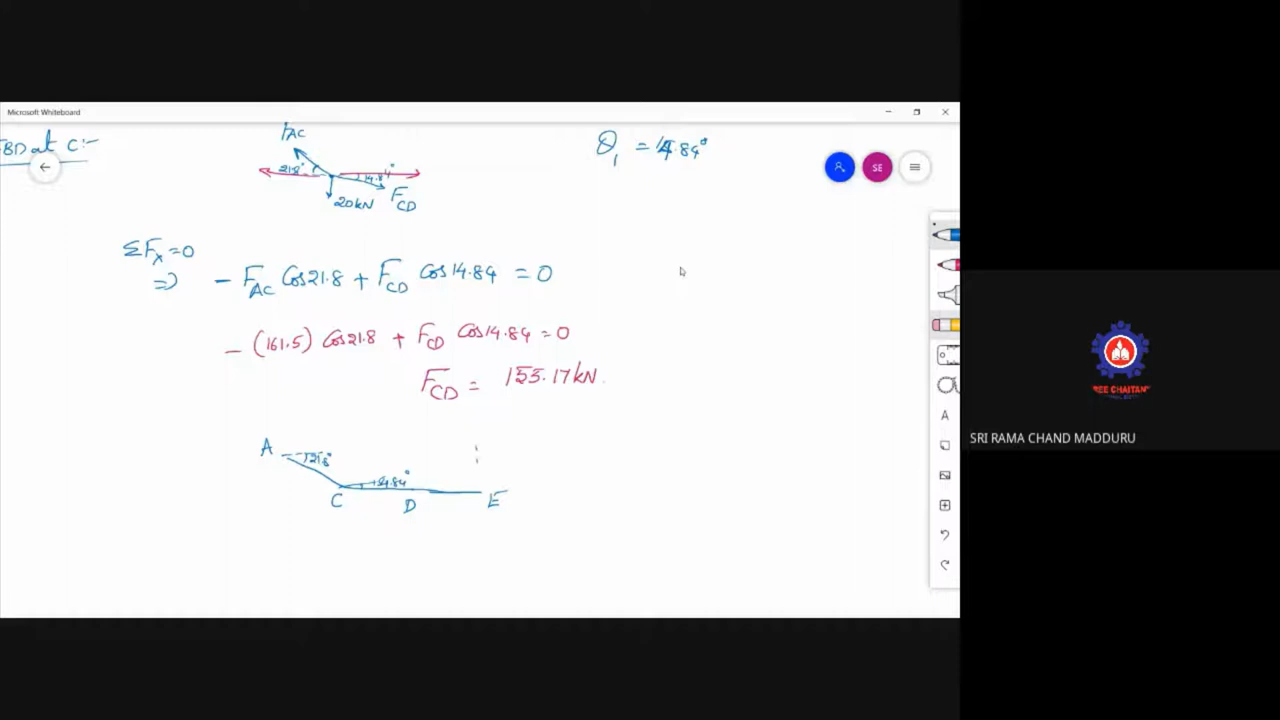 Microsoft Whiteboard
FBD at C :-
FAC
θ1 = 14.84°
21.8° 14.84°
20kN FCD
SE
ΣFx = 0
=> - FAC Cos21.8 + FCD Cos14.84 = 0
- (161.5) Cos21.8 + FCD Cos14.84 = 0
FCD = 155.17 kN.
A 21.8°
14.84°
C D E
A
SRI RAMA CHAND MADDURU